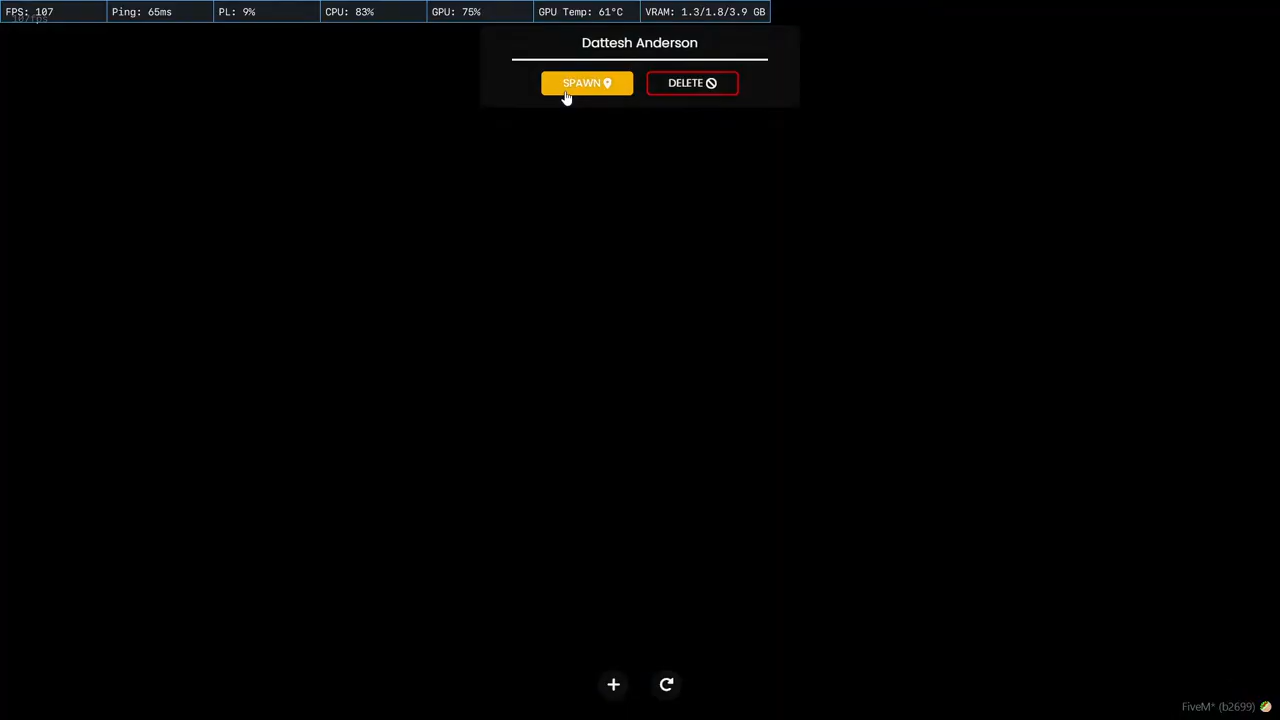 FPS: 107 Ping: 65ms PL: 9% CPU: 83% GPU: 75% GPU Temp: 61°C VRAM: 1.3/1.8/3.9 GB
107fps
Dattesh Anderson
SPAWN DELETE
FiveM* (b2699)